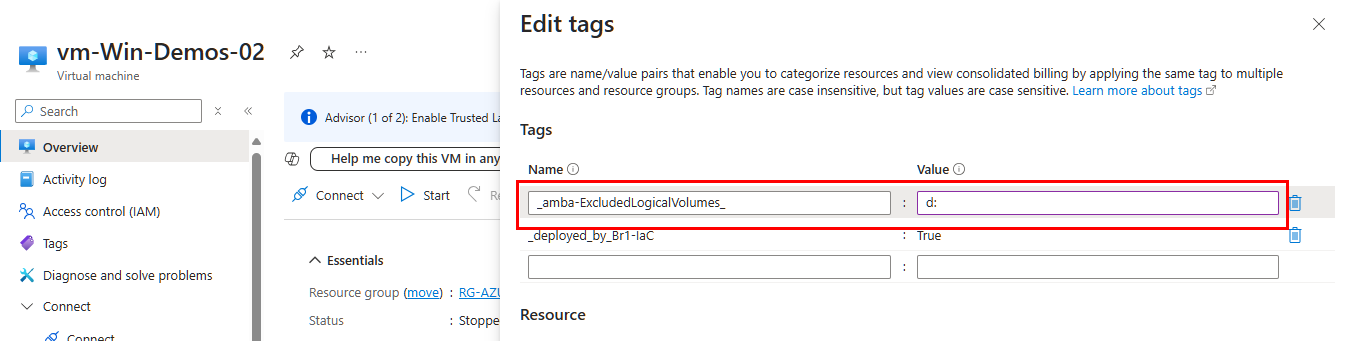 vm-Win-Demos-02
Virtual machine
Search
Overview
Activity log
Access control (IAM)
Tags
Diagnose and solve problems
Connect
Connect
Advisor (1 of 2): Enable Trusted
Help me copy this VM in any
Connect
Start
Essentials
Resource group (move) : RG-AZU
Status : Stoppe
Edit tags
Tags are name/value pairs that enable you to categorize resources and view consolidated billing by applying the same tag to multiple
resources and resource groups. Tag names are case insensitive, but tag values are case sensitive. Learn more about tags
Tags
Name Value
_amba-ExcludedLogicalVolumes_ : d:
_deployed_by_Br1-IaC : True
:
Resource